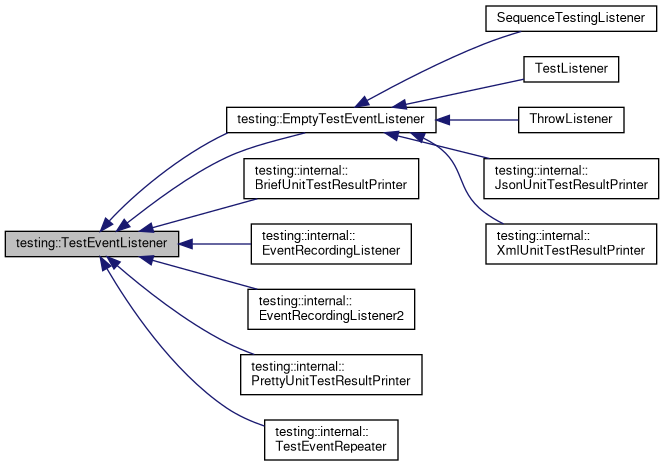 SequenceTestingListener
TestListener
testing::EmptyTestEventListener
ThrowListener
testing::internal::
BriefUnitTestResultPrinter
testing::internal::
JsonUnitTestResultPrinter
testing::TestEventListener
testing::internal::
EventRecordingListener
testing::internal::
XmlUnitTestResultPrinter
testing::internal::
EventRecordingListener2
testing::internal::
PrettyUnitTestResultPrinter
testing::internal::
TestEventRepeater